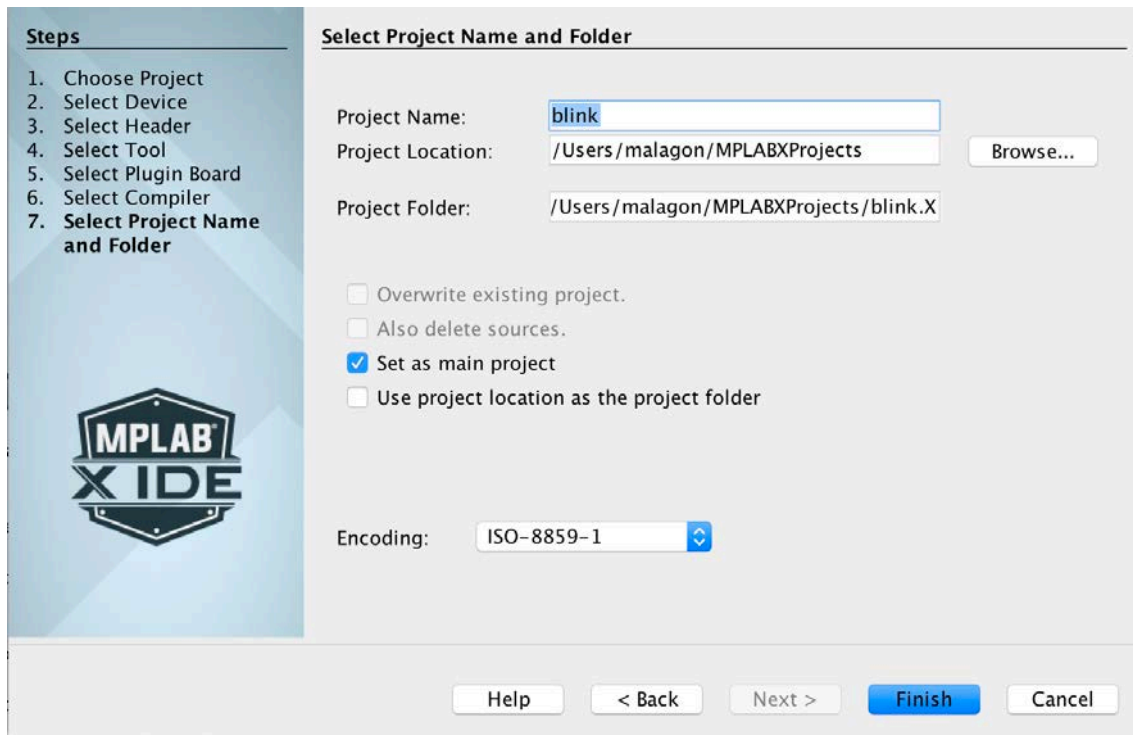 Steps
1. Choose Project
2. Select Device
3. Select Header
4. Select Tool
5. Select Plugin Board
6. Select Compiler
7. Select Project Name
and Folder
MPLAB®
X IDE
Select Project Name and Folder
Project Name: blink
Project Location: /Users/malagon/MPLABXProjects Browse...
Project Folder: /Users/malagon/MPLABXProjects/blink.X
Overwrite existing project.
Also delete sources.
Set as main project
Use project location as the project folder
Encoding: ISO-8859-1
Help < Back Next > Finish Cancel